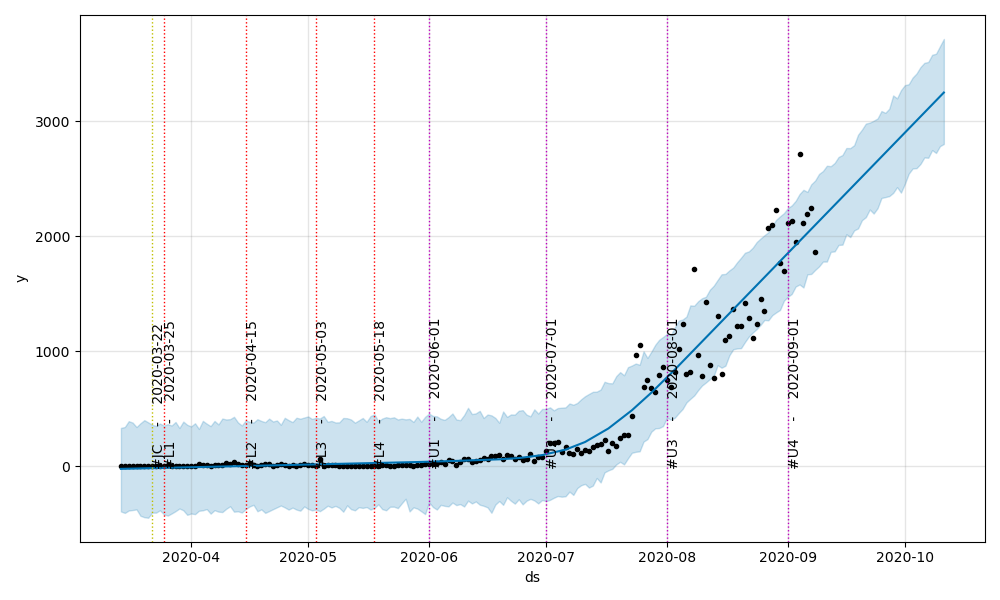 3000
2000
1000
0
y
#JC - 2020-03-22
#L1 - 2020-03-25
#L2 - 2020-04-15
#L3 - 2020-05-03
#L4 - 2020-05-18
#U1 - 2020-06-01
#U2 - 2020-07-01
#U3 - 2020-08-01
#U4 - 2020-09-01
2020-04
2020-05
2020-06
2020-07
2020-08
2020-09
2020-10
ds